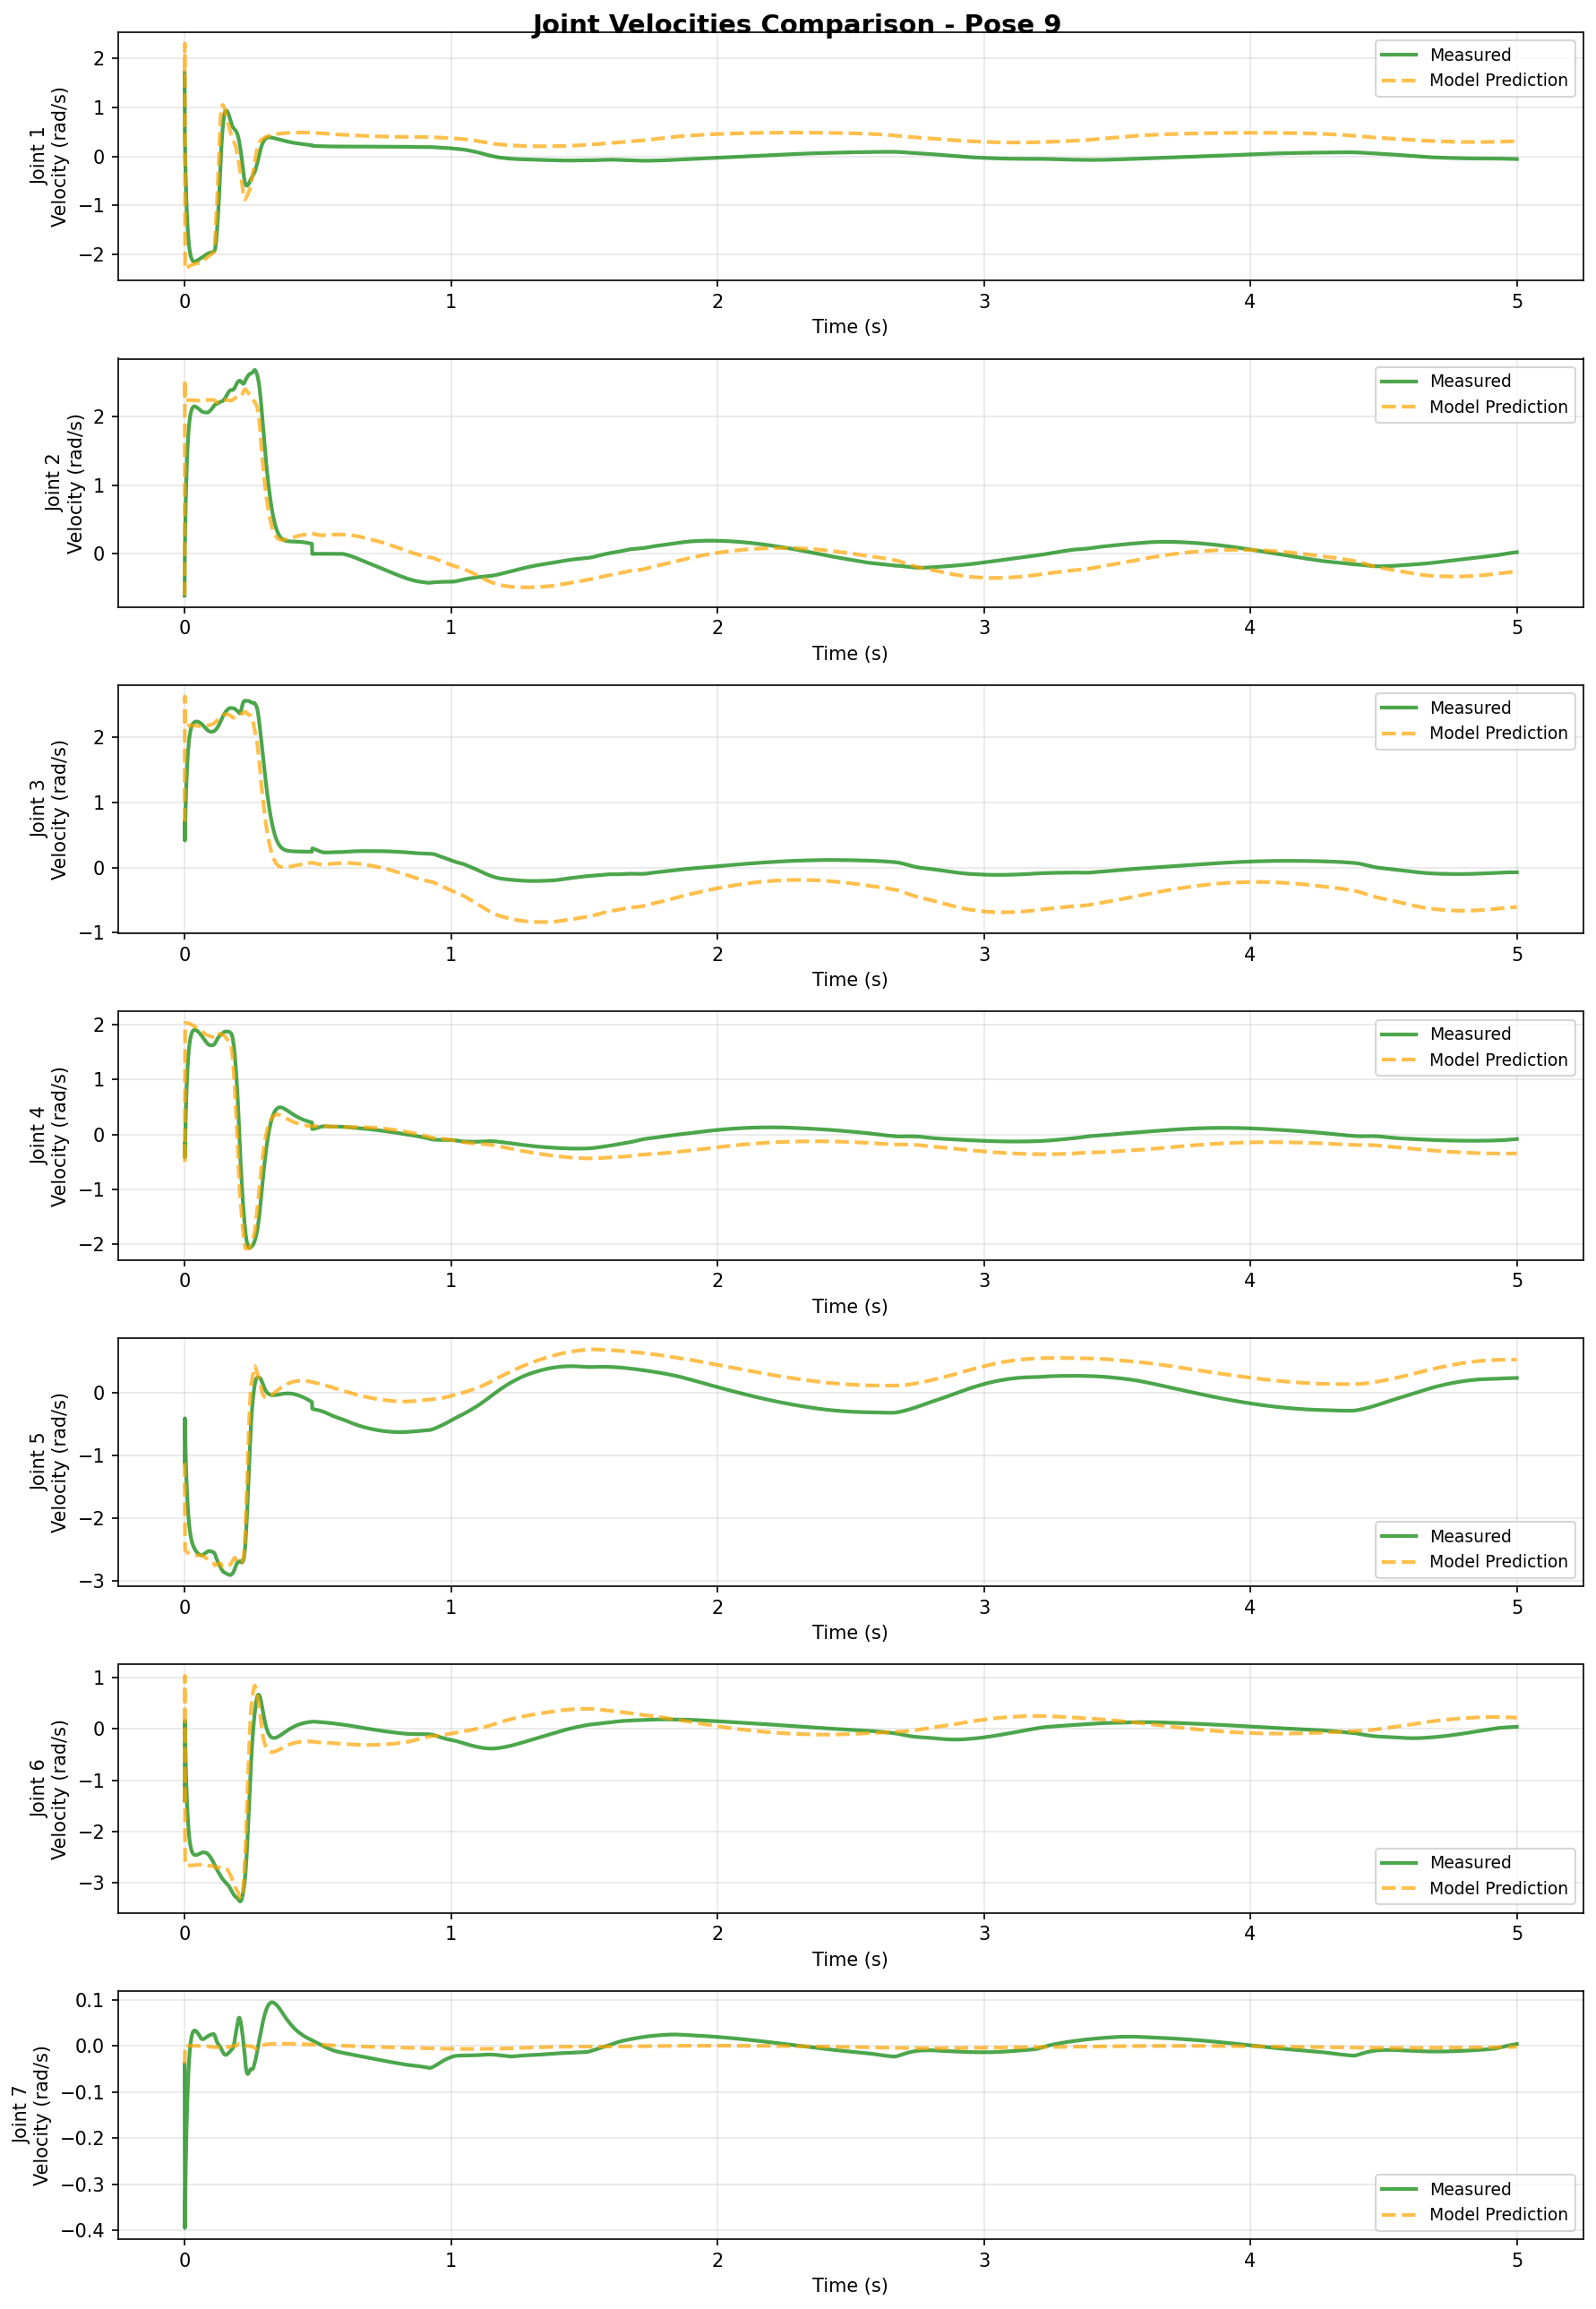 Joint Velocities Comparison - Pose 9
Joint 1
Velocity (rad/s)
2
1
0
−1
−2
Measured
Model Prediction
0 1 2 3 4 5
Time (s)
Joint 2
Velocity (rad/s)
2
1
0
Measured
Model Prediction
0 1 2 3 4 5
Time (s)
Joint 3
Velocity (rad/s)
2
1
0
−1
Measured
Model Prediction
0 1 2 3 4 5
Time (s)
Joint 4
Velocity (rad/s)
2
1
0
−1
−2
Measured
Model Prediction
0 1 2 3 4 5
Time (s)
Joint 5
Velocity (rad/s)
0
−1
−2
−3
Measured
Model Prediction
0 1 2 3 4 5
Time (s)
Joint 6
Velocity (rad/s)
1
0
−1
−2
−3
Measured
Model Prediction
0 1 2 3 4 5
Time (s)
Joint 7
Velocity (rad/s)
0.1
0.0
−0.1
−0.2
−0.3
−0.4
Measured
Model Prediction
0 1 2 3 4 5
Time (s)